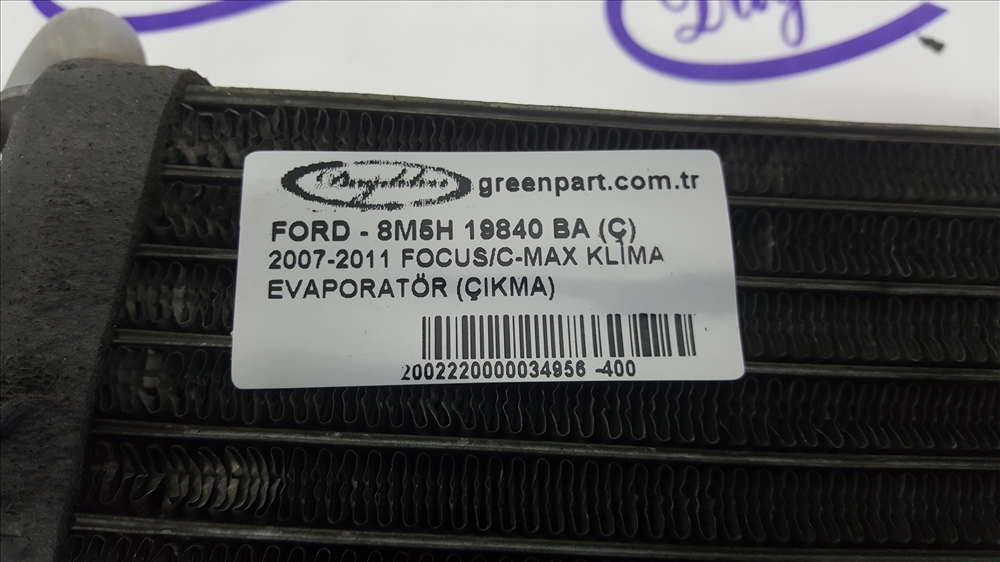 greenpart.com.tr
FORD - 8M5H 19840 BA (Ç)
2007-2011 FOCUS/C-MAX KLİMA
EVAPORATÖR (ÇIKMA)
2002220000034956 -400